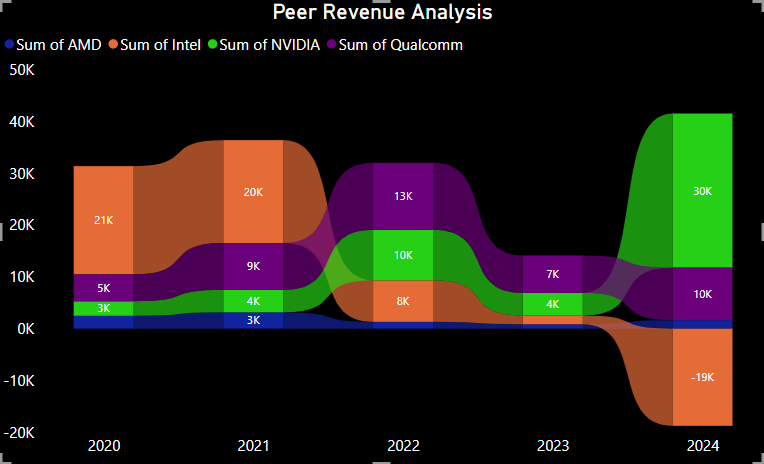 Peer Revenue Analysis
Sum of AMD Sum of Intel Sum of NVIDIA Sum of Qualcomm
50K
40K
30K
20K
10K
0K
-10K
-20K
21K
5K
3K
20K
9K
4K
3K
13K
10K
8K
7K
4K
30K
10K
-19K
2020 2021 2022 2023 2024